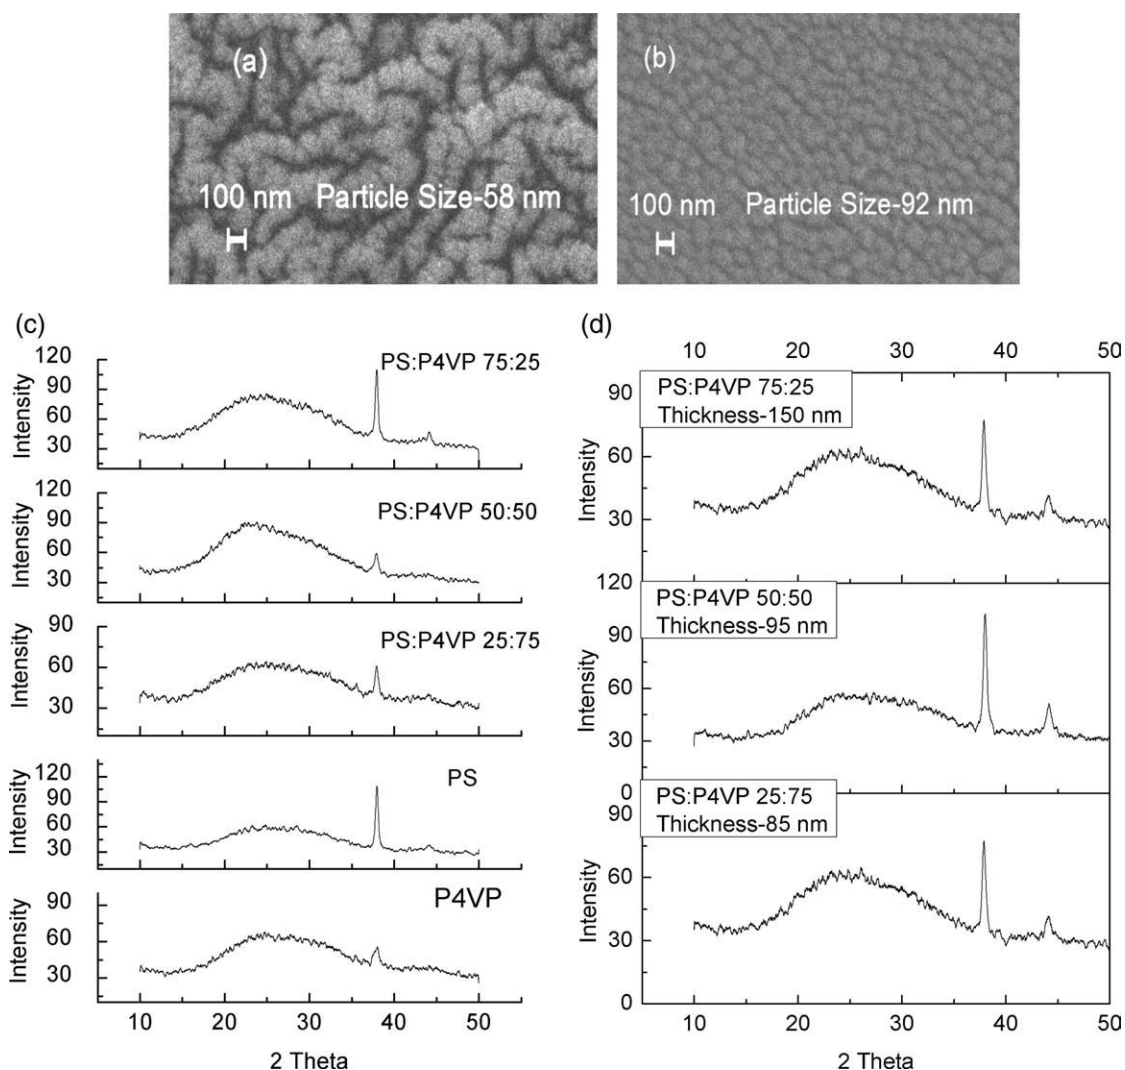 (a)
100 nm Particle Size-58 nm
(b)
100 nm Particle Size-92 nm
(c)
120
90
60
30
Intensity
PS:P4VP 75:25
120
90
60
30
Intensity
PS:P4VP 50:50
90
60
30
Intensity
PS:P4VP 25:75
120
90
60
30
Intensity
PS
90
60
30
Intensity
P4VP
10 20 30 40 50
2 Theta
(d)
10 20 30 40 50
90
60
30
Intensity
PS:P4VP 75:25
Thickness-150 nm
120
90
60
30
0
Intensity
PS:P4VP 50:50
Thickness-95 nm
90
60
30
0
Intensity
PS:P4VP 25:75
Thickness-85 nm
10 20 30 40 50
2 Theta